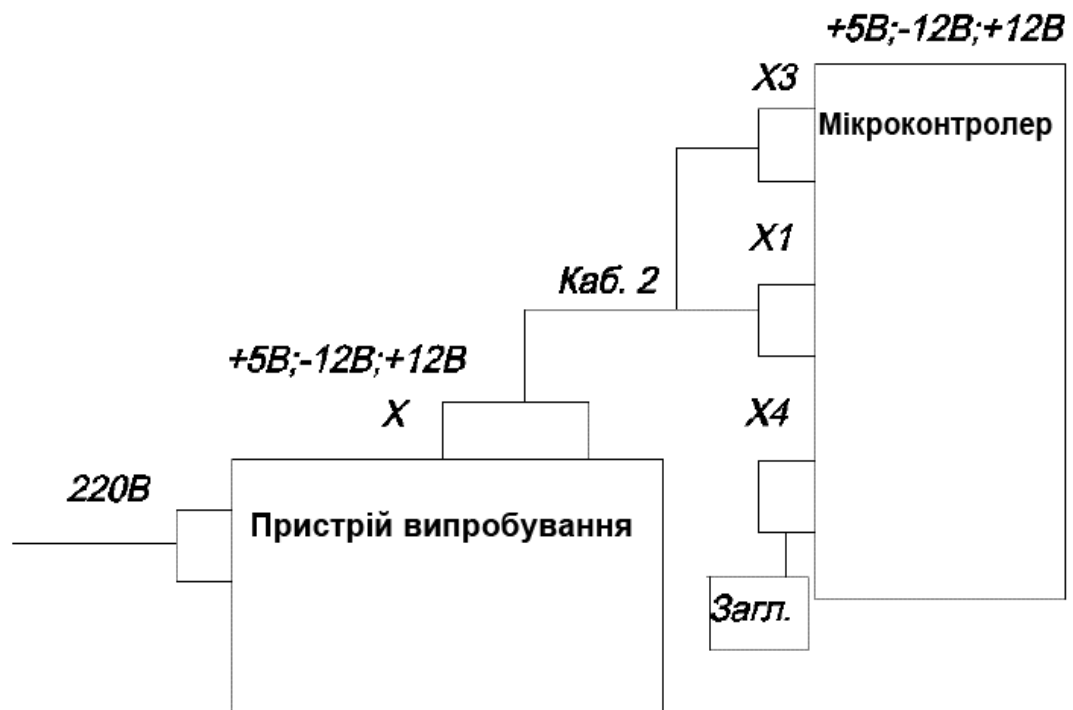 +5В;-12В;+12В
X3
Мікроконтролер
X1
Каб. 2
+5В;-12В;+12В
X
X4
220В
Пристрій випробування
Загл.